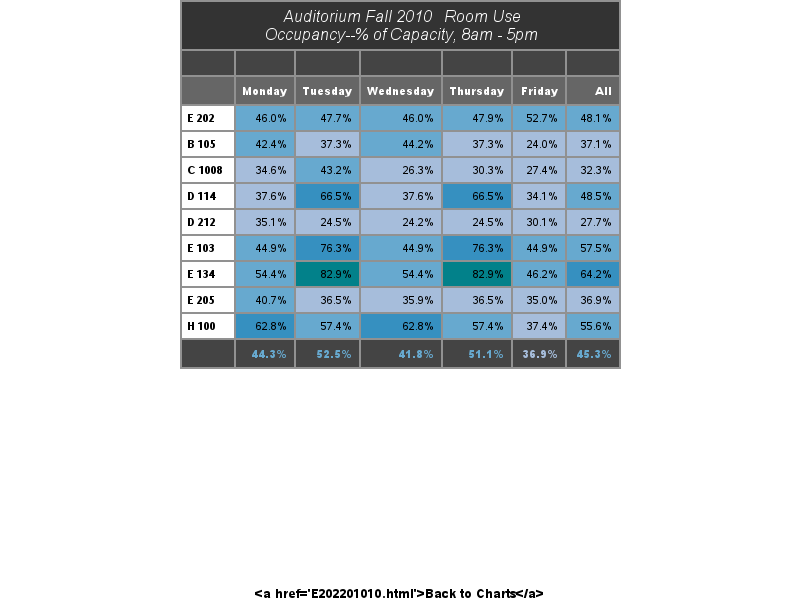 Auditorium Fall 2010 Room Use
Occupancy--% of Capacity, 8am - 5pm
Monday Tuesday Wednesday Thursday Friday All
E 202 46.0% 47.7% 46.0% 47.9% 52.7% 48.1%
B 105 42.4% 37.3% 44.2% 37.3% 24.0% 37.1%
C 1008 34.6% 43.2% 26.3% 30.3% 27.4% 32.3%
D 114 37.6% 66.5% 37.6% 66.5% 34.1% 48.5%
D 212 35.1% 24.5% 24.2% 24.5% 30.1% 27.7%
E 103 44.9% 76.3% 44.9% 76.3% 44.9% 57.5%
E 134 54.4% 82.9% 54.4% 82.9% 46.2% 64.2%
E 205 40.7% 36.5% 35.9% 36.5% 35.0% 36.9%
H 100 62.8% 57.4% 62.8% 57.4% 37.4% 55.6%
44.3% 52.5% 41.8% 51.1% 36.9% 45.3%
<a href='E202201010.html'>Back to Charts</a>